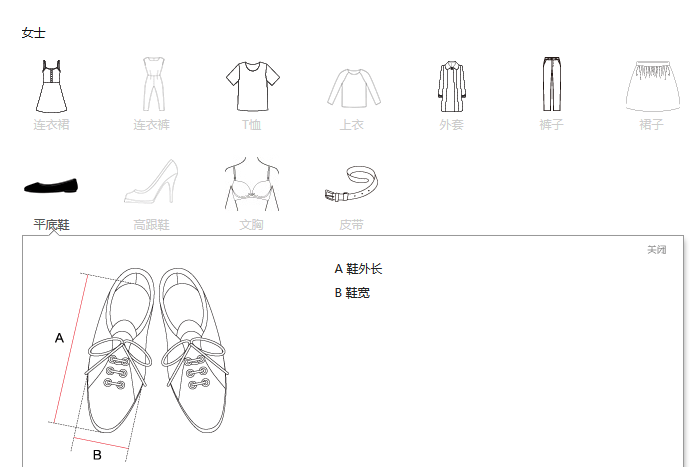 女士
连衣裙 连衣裤 T恤 上衣 外套 裤子 裙子
平底鞋 高跟鞋 文胸 皮带
关闭
A 鞋外长
B 鞋宽
A
B